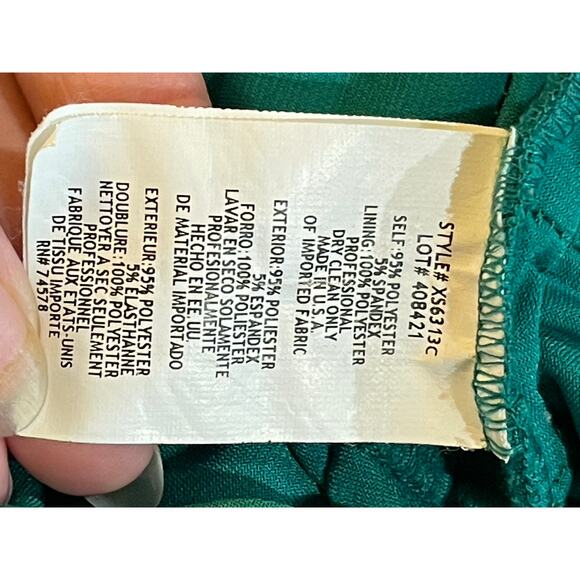 STYLE# XS6313C
LOT# 408421
SELF:95% POLYESTER
5% SPANDEX
LINING:100% POLYESTER
PROFESSIONAL
DRY CLEAN ONLY
MADE IN U.S.A.
OF IMPORTED FABRIC
EXTERIOR:95% POLIESTER
5% ESPANDEX
FORRO:100% POLIESTER
LAVAR EN SECO SOLAMENTE
PROFESIONALMENTE
HECHO EN EE.UU.
DE MATERIAL IMPORTADO
EXTERIEUR:95% POLYESTER
5% ELASTHANNE
DOUBLURE:100% POLYESTER
NETTOYER A SEC SEULEMENT
PROFESSIONNEL
FABRIQUE AUX ETATS-UNIS
DE TISSU IMPORTE
RN# 74578